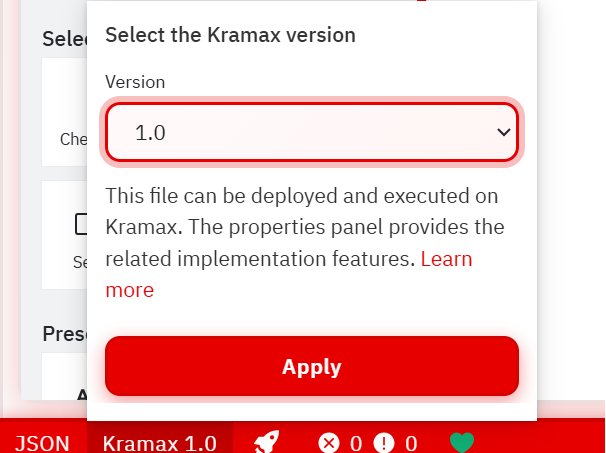 Select the Kramax version
Version
1.0
This file can be deployed and executed on
Kramax. The properties panel provides the
related implementation features. Learn
more
Apply
JSON
Kramax 1.0
0
0